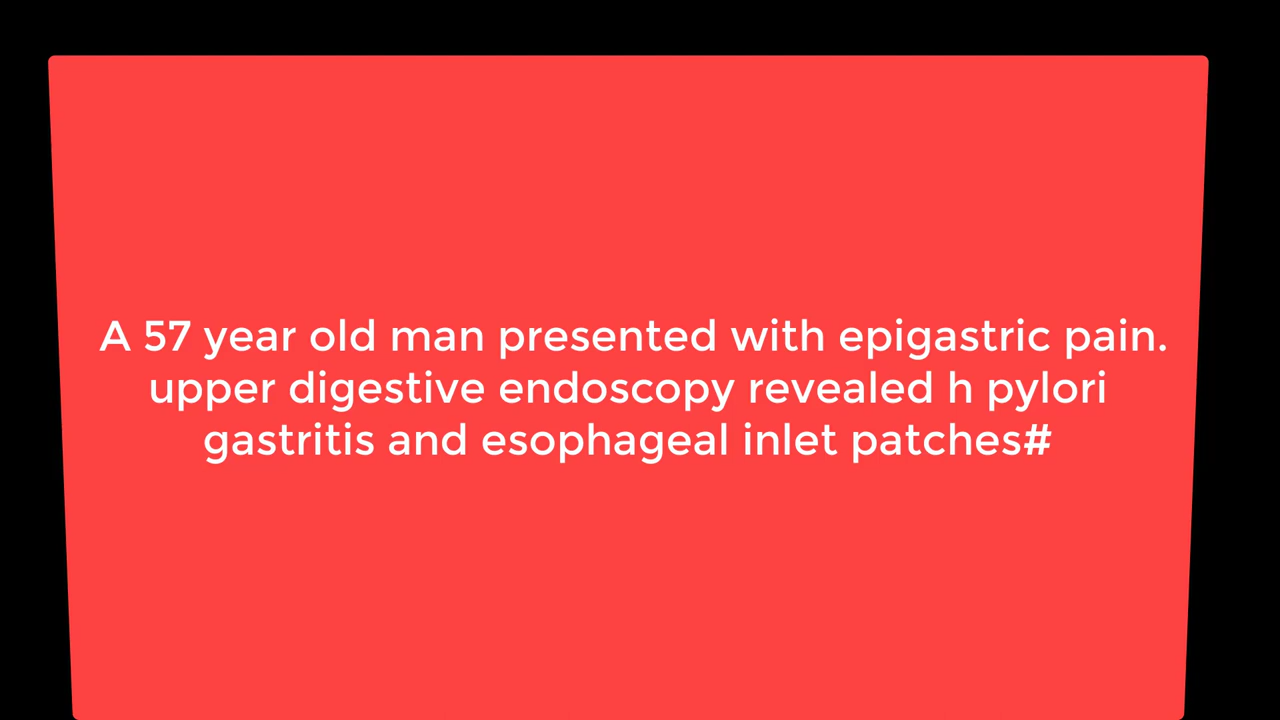 A 57 year old man presented with epigastric pain.
upper digestive endoscopy revealed h pylori
gastritis and esophageal inlet patches#